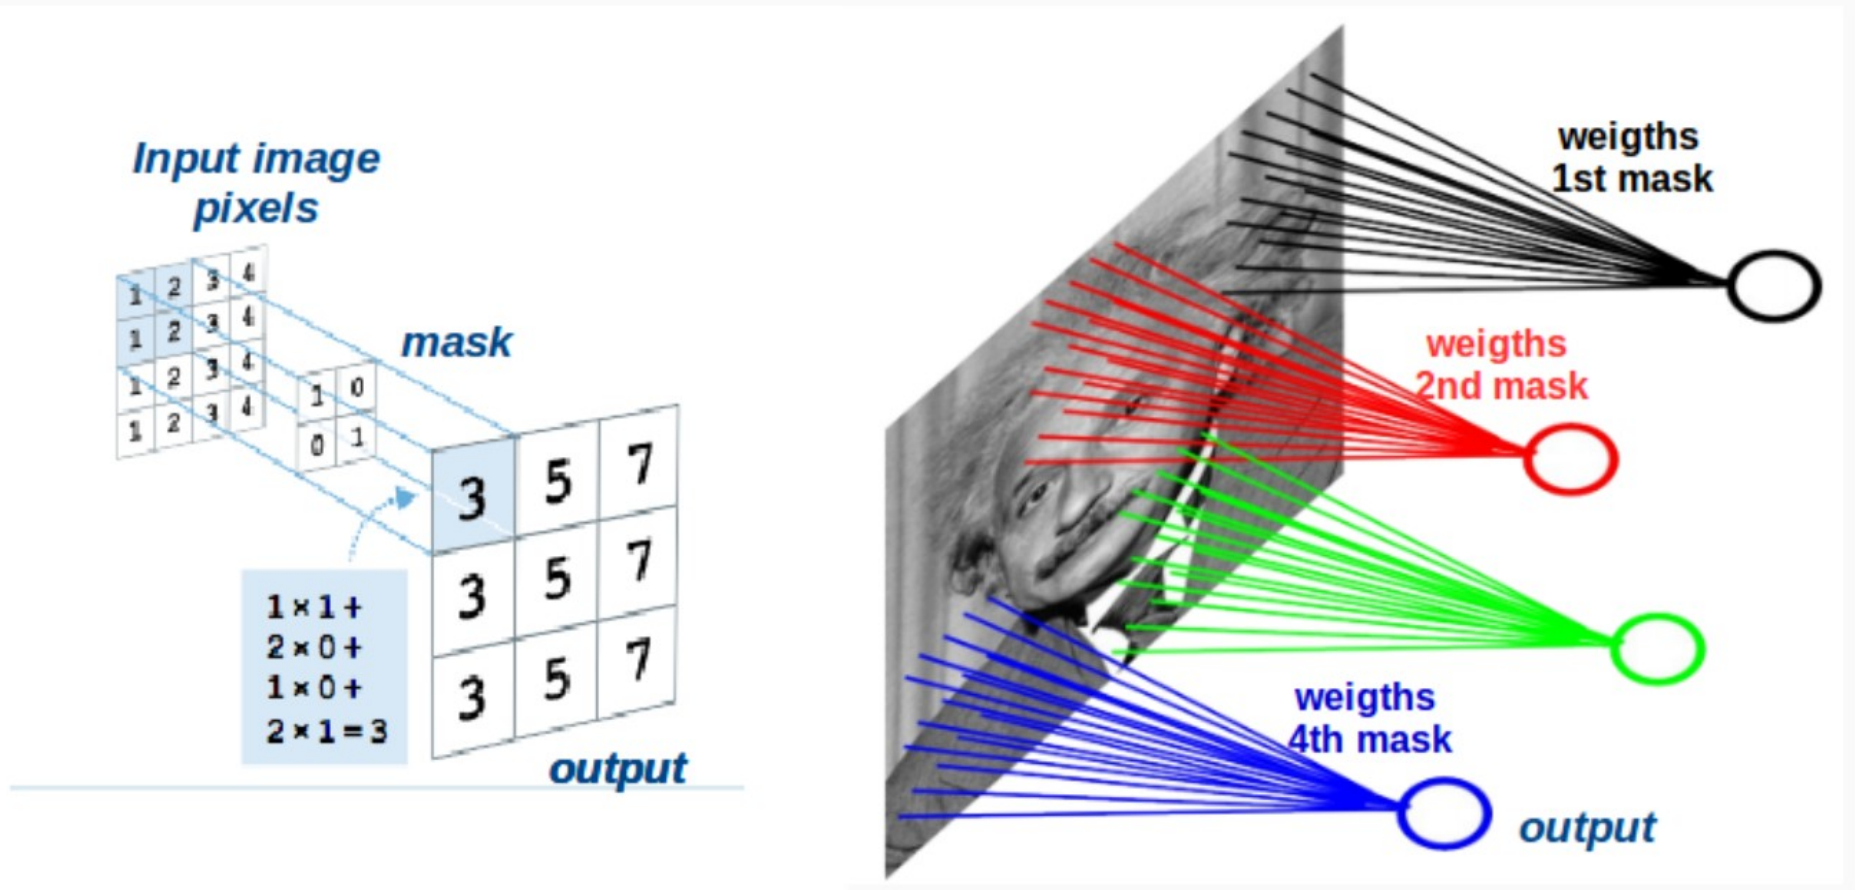 Input image
pixels
1 2 3 4
1 2 3 4
1 2 3 4
1 2 3 4
mask
1 0
0 1
3 5 7
3 5 7
3 5 7
1 × 1 +
2 × 0 +
1 × 0 +
2 × 1 = 3
output
weigths
1st mask
weigths
2nd mask
weigths
4th mask
output